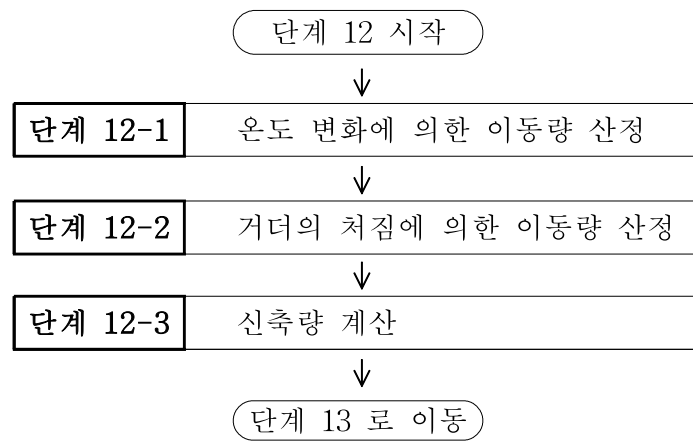 단계 12 시작
단계 12-1 온도 변화에 의한 이동량 산정
단계 12-2 거더의 처짐에 의한 이동량 산정
단계 12-3 신축량 계산
단계 13 로 이동